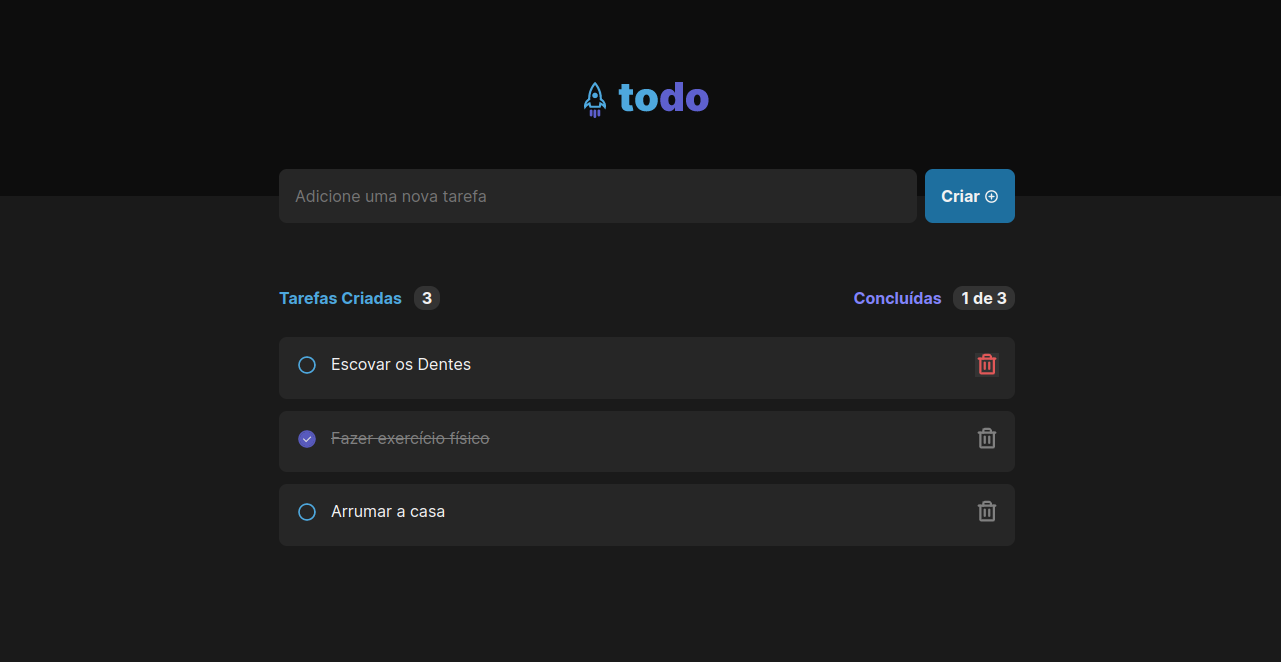 todo
Adicione uma nova tarefa
Criar
Tarefas Criadas 3
Concluídas 1 de 3
Escovar os Dentes
Fazer exercício físico
Arrumar a casa